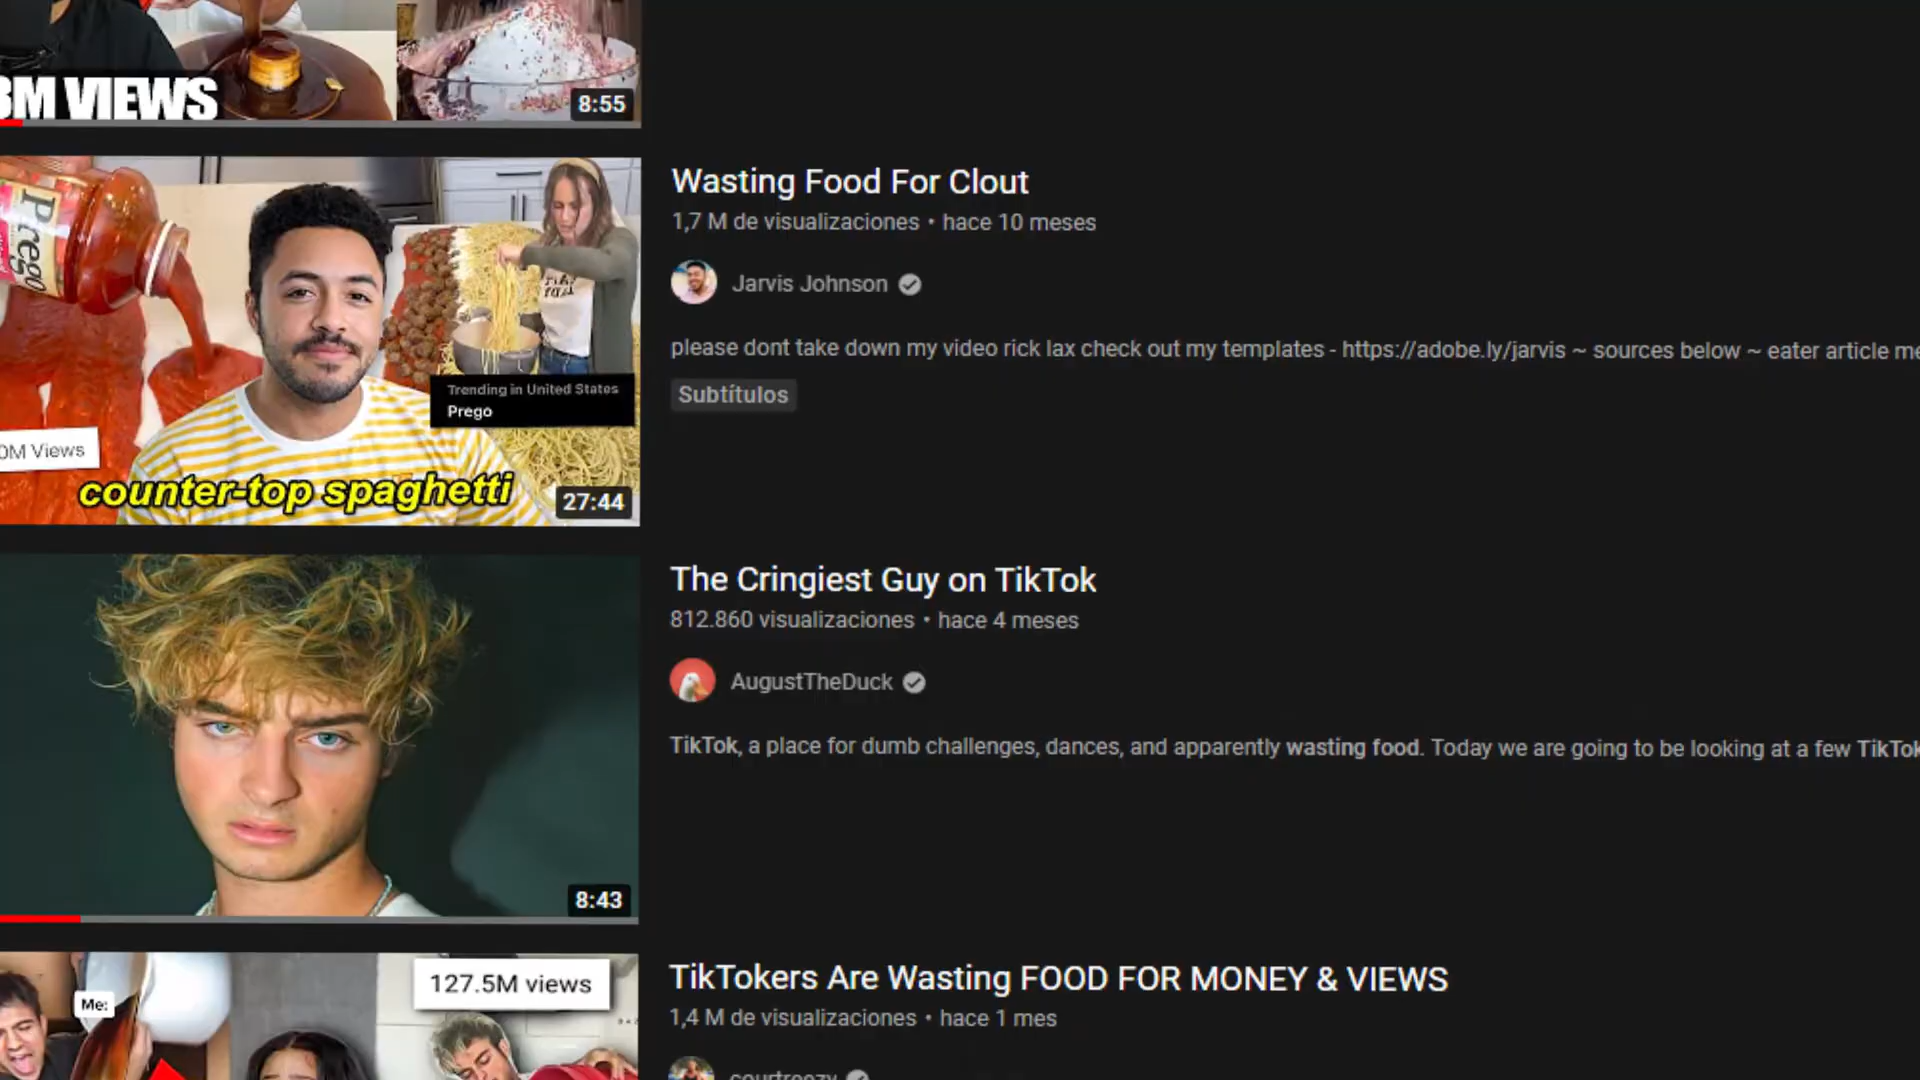 3M VIEWS
8:55
Prego
Trending in United States
Prego
0M Views
counter-top spaghetti
27:44
Wasting Food For Clout
1,7 M de visualizaciones • hace 10 meses
Jarvis Johnson
please dont take down my video rick lax check out my templates - https://adobe.ly/jarvis ~ sources below ~ eater article me
Subtítulos
8:43
The Cringiest Guy on TikTok
812.860 visualizaciones • hace 4 meses
AugustTheDuck
TikTok, a place for dumb challenges, dances, and apparently wasting food. Today we are going to be looking at a few TikTok
Me:
127.5M views
TikTokers Are Wasting FOOD FOR MONEY & VIEWS
1,4 M de visualizaciones • hace 1 mes